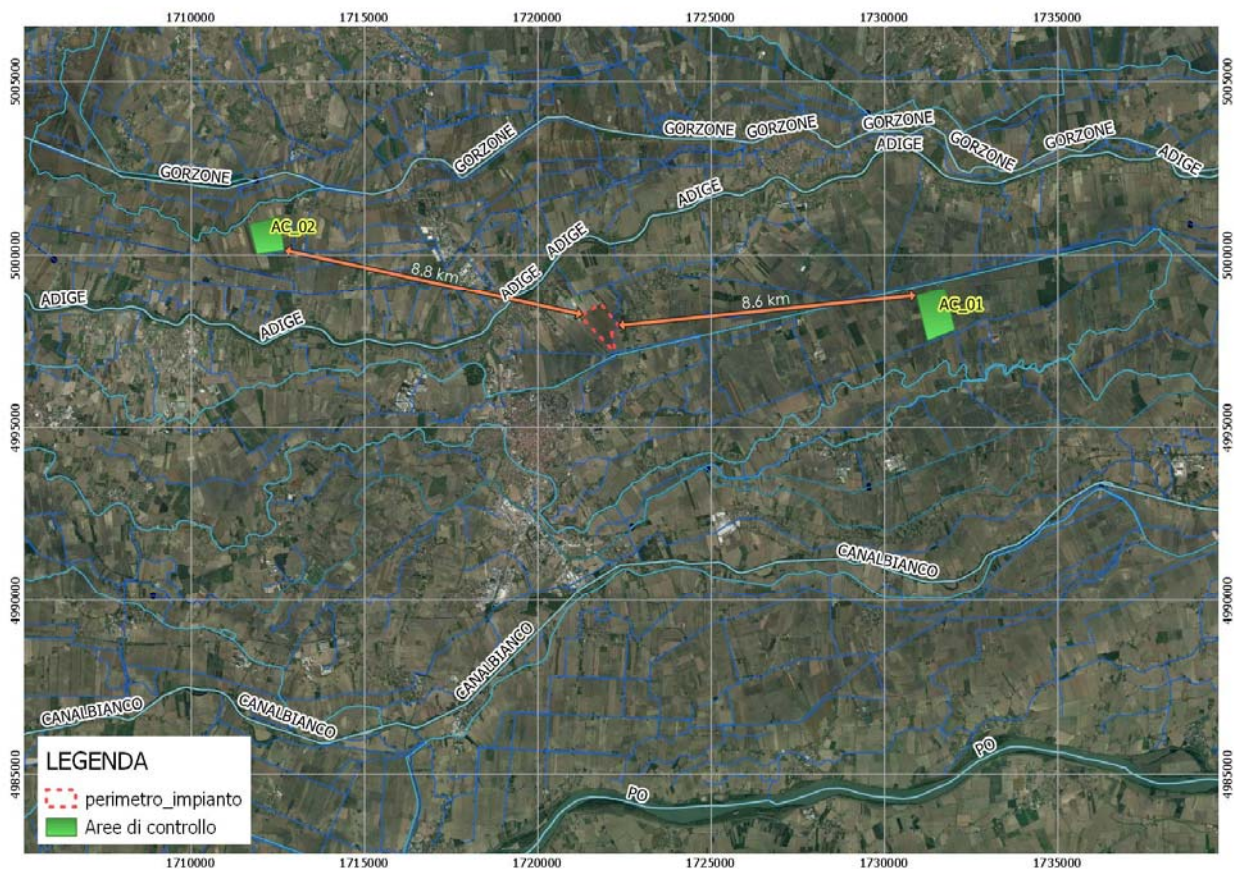 1710000
1715000
1720000
1725000
1730000
1735000
5005000
5005000
GORZONE
GORZONE
GORZONE
GORZONE
GORZONE
GORZONE
GORZONE
ADIGE
ADIGE
ADIGE
AC_02
5000000
5000000
8.8 km
ADIGE
ADIGE
8.6 km
AC_01
ADIGE
ADIGE
4995000
4995000
CANALBIANCO
4990000
4990000
CANALBIANCO
CANALBIANCO
CANALBIANCO
PO
PO
4985000
4985000
LEGENDA
perimetro_impianto
Aree di controllo
1710000
1715000
1720000
1725000
1730000
1735000